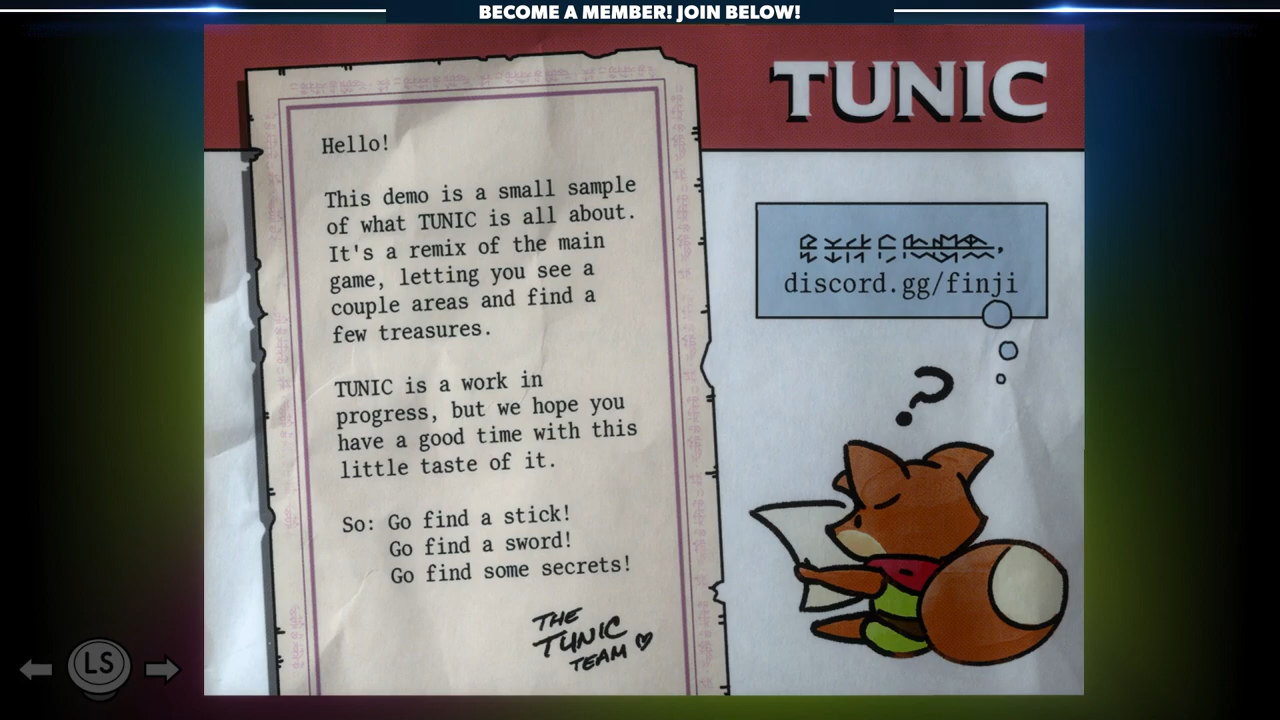 BECOME A MEMBER! JOIN BELOW!
TUNIC
Hello!
This demo is a small sample
of what TUNIC is all about.
It's a remix of the main
game, letting you see a
couple areas and find a
few treasures.
TUNIC is a work in
progress, but we hope you
have a good time with this
little taste of it.
So: Go find a stick!
Go find a sword!
Go find some secrets!
THE
TUNIC
TEAM ♡
discord.gg/finji
?
LS